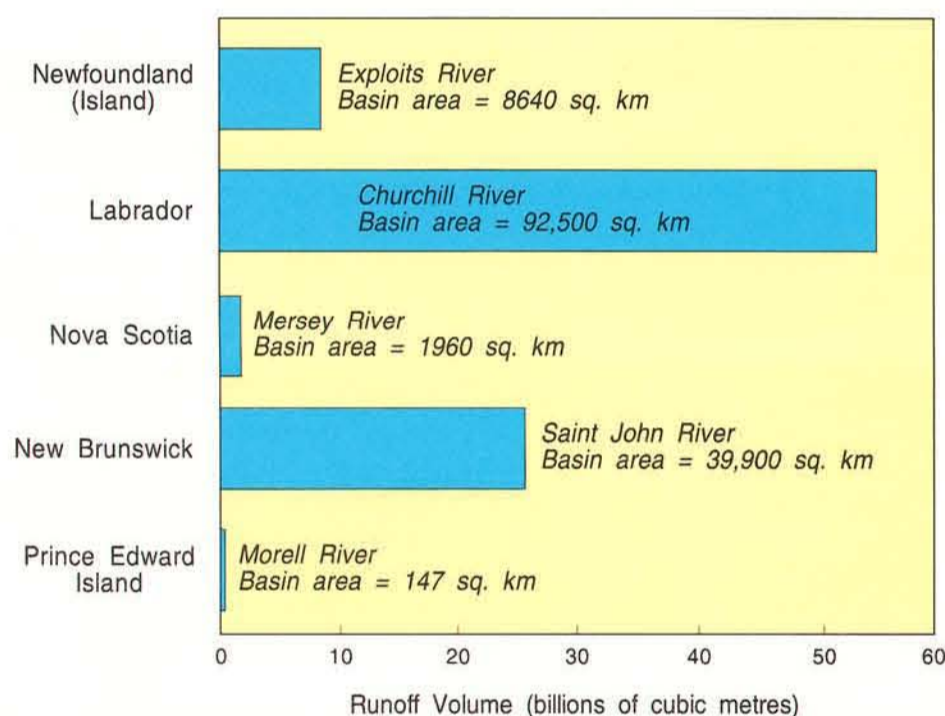 Newfoundland
(Island)
Exploits River
Basin area = 8640 sq. km
Labrador
Churchill River
Basin area = 92,500 sq. km
Nova Scotia
Mersey River
Basin area = 1960 sq. km
New Brunswick
Saint John River
Basin area = 39,900 sq. km
Prince Edward
Island
Morell River
Basin area = 147 sq. km
0 10 20 30 40 50 60
Runoff Volume (billions of cubic metres)